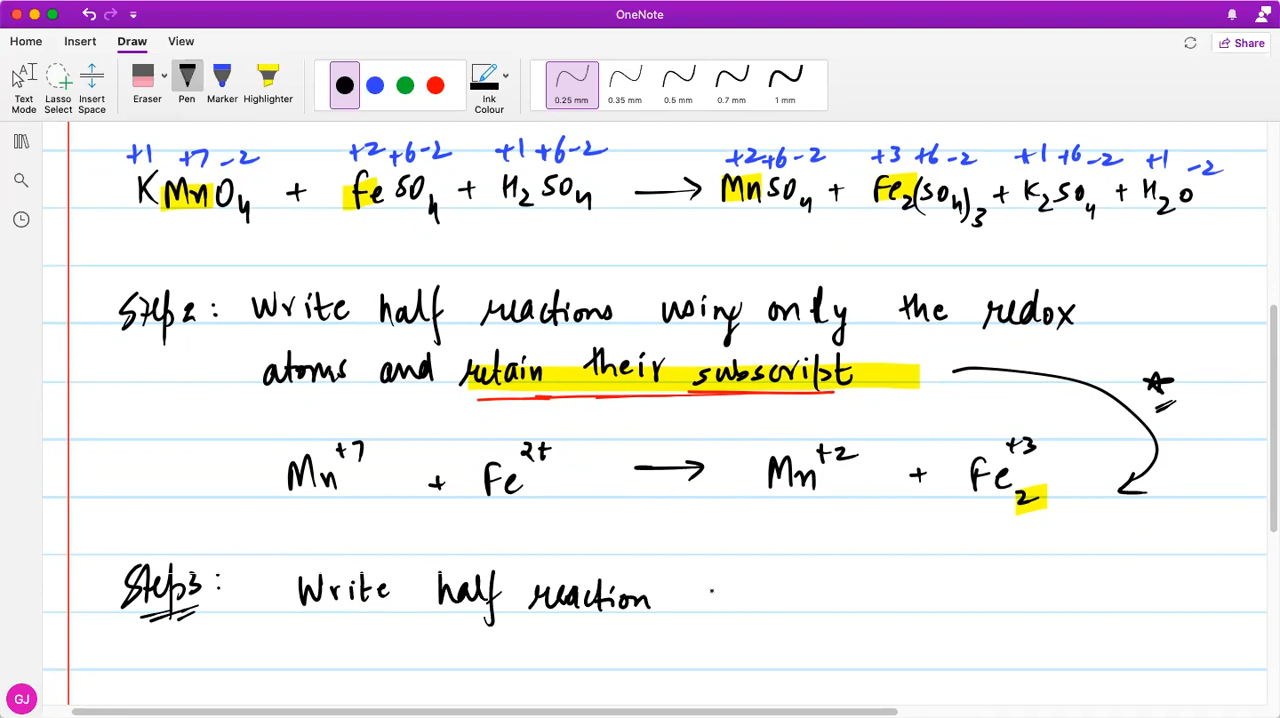 OneNote
Home Insert Draw View
Share
Text Mode Lasso Select Insert Space Eraser Pen Marker Highlighter Ink Colour 0.25 mm 0.35 mm 0.5 mm 0.7 mm 1 mm
+1 +7 -2 +2 +6 -2 +1 +6 -2 +2 +6 -2 +3 +6 -2 +1 +6 -2 +1 -2
KMnO4 + FeSO4 + H2SO4 → MnSO4 + Fe2(SO4)3 + K2SO4 + H2O
Step 2: Write half reactions using only the redox
atoms and retain their subscript
Mn+7 + Fe2+ → Mn+2 + Fe2+3
Step 3: Write half reaction
GJ